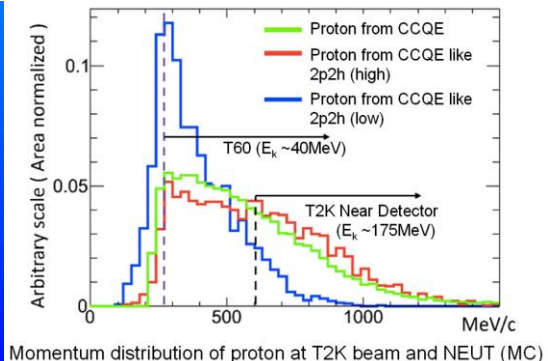 Arbitrary scale ( Area normalized)
0.1
0.05
0
Proton from CCQE
Proton from CCQE like
2p2h (high)
Proton from CCQE like
2p2h (low)
T60 (Ek ~40MeV)
T2K Near Detector
(Ek ~175MeV)
0 500 1000
MeV/c
Momentum distribution of proton at T2K beam and NEUT (MC)